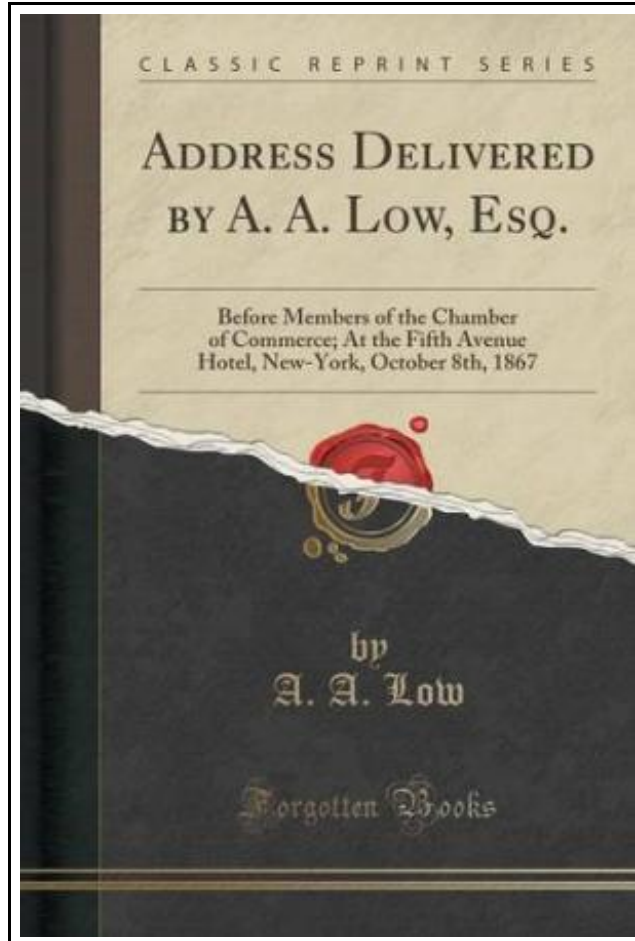 CLASSIC REPRINT SERIES
ADDRESS DELIVERED
BY A. A. LOW, ESQ.
Before Members of the Chamber
of Commerce; At the Fifth Avenue
Hotel, New-York, October 8th, 1867
F
by
A. A. Low
Forgotten Books